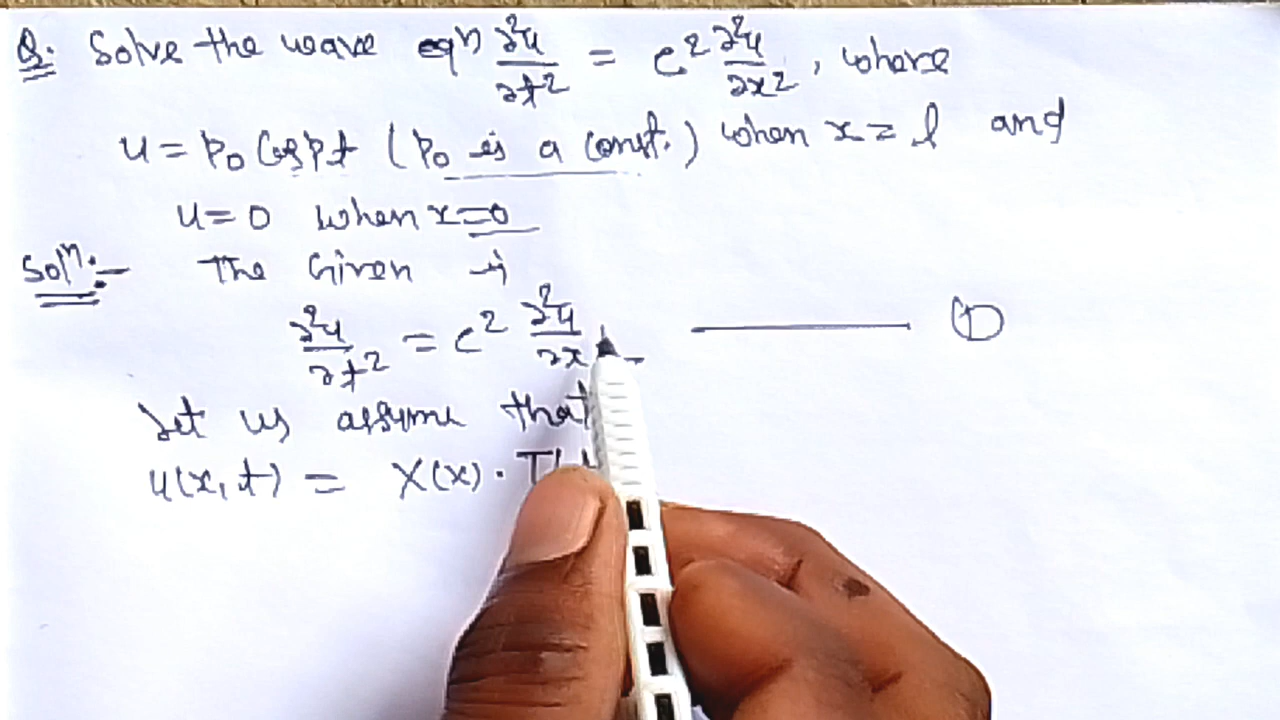 Q. Solve the wave eqⁿ ∂²u/∂t² = c² ∂²u/∂x², where
u = P₀ Cos pt (P₀ is a const.) when x = l and
u = 0 when x = 0
Solⁿ:- The Given is
∂²u/∂t² = c² ∂²u/∂x ——— ①
Let us assume that
u(x,t) = X(x) ·